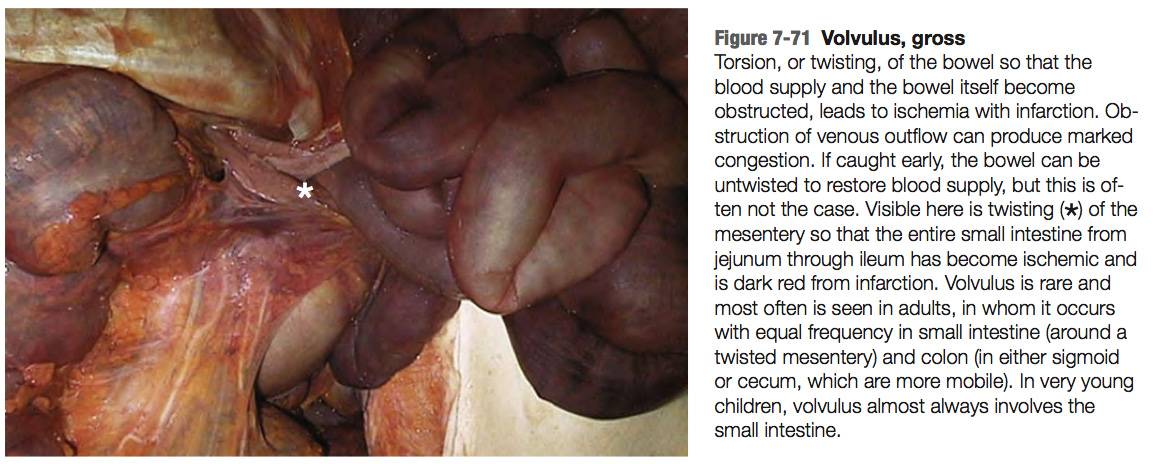 *
Figure 7-71 Volvulus, gross
Torsion, or twisting, of the bowel so that the
blood supply and the bowel itself become
obstructed, leads to ischemia with infarction. Ob-
struction of venous outflow can produce marked
congestion. If caught early, the bowel can be
untwisted to restore blood supply, but this is of-
ten not the case. Visible here is twisting (*) of the
mesentery so that the entire small intestine from
jejunum through ileum has become ischemic and
is dark red from infarction. Volvulus is rare and
most often is seen in adults, in whom it occurs
with equal frequency in small intestine (around a
twisted mesentery) and colon (in either sigmoid
or cecum, which are more mobile). In very young
children, volvulus almost always involves the
small intestine.